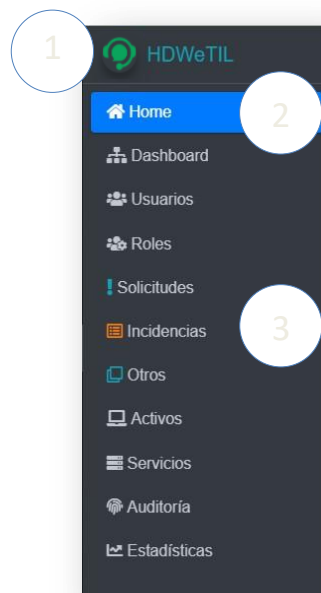 1
HDWeTIL
Home
2
Dashboard
Usuarios
Roles
Solicitudes
Incidencias
3
Otros
Activos
Servicios
Auditoría
Estadísticas